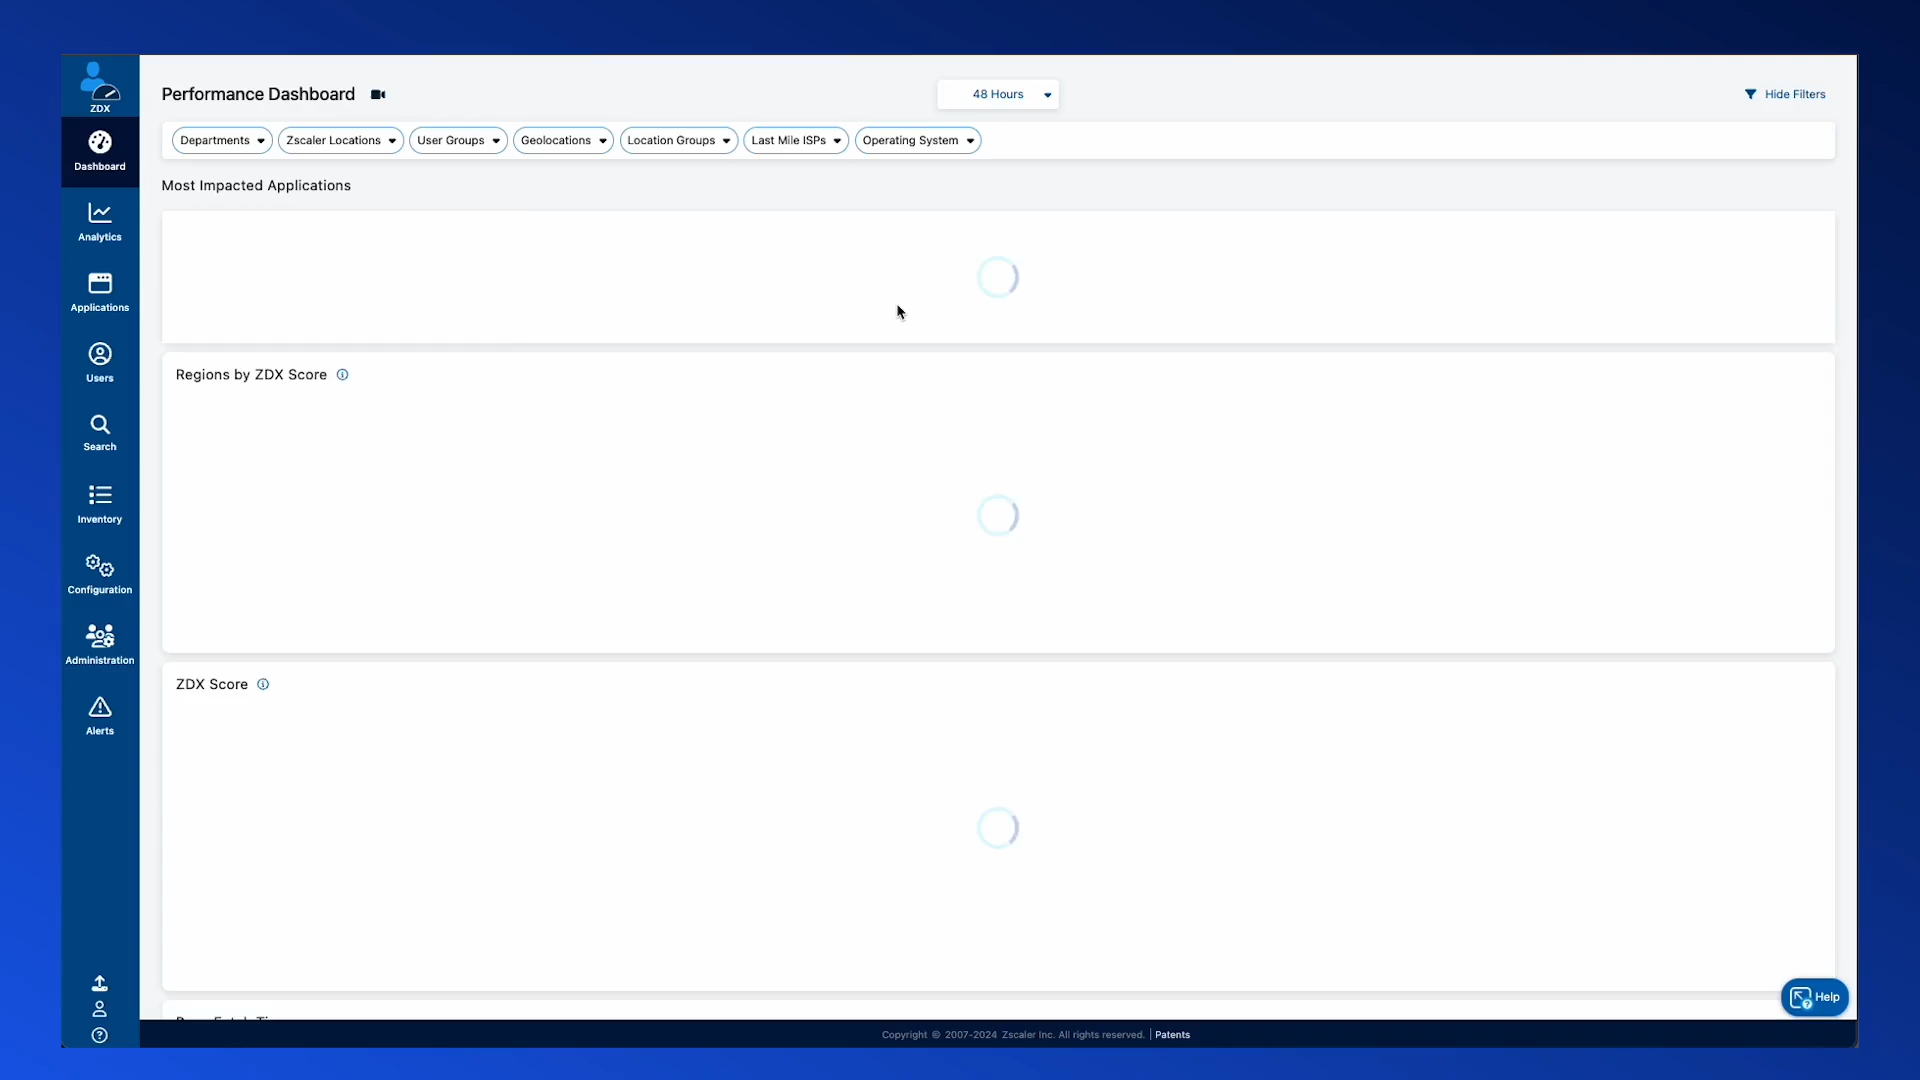 ZDX
Performance Dashboard
48 Hours
Hide Filters
Departments
Zscaler Locations
User Groups
Geolocations
Location Groups
Last Mile ISPs
Operating System
Dashboard
Most Impacted Applications
Analytics
Applications
Users
Regions by ZDX Score
Search
Inventory
Configuration
Administration
ZDX Score
Alerts
Help
Copyright © 2007-2024 Zscaler Inc. All rights reserved. | Patents